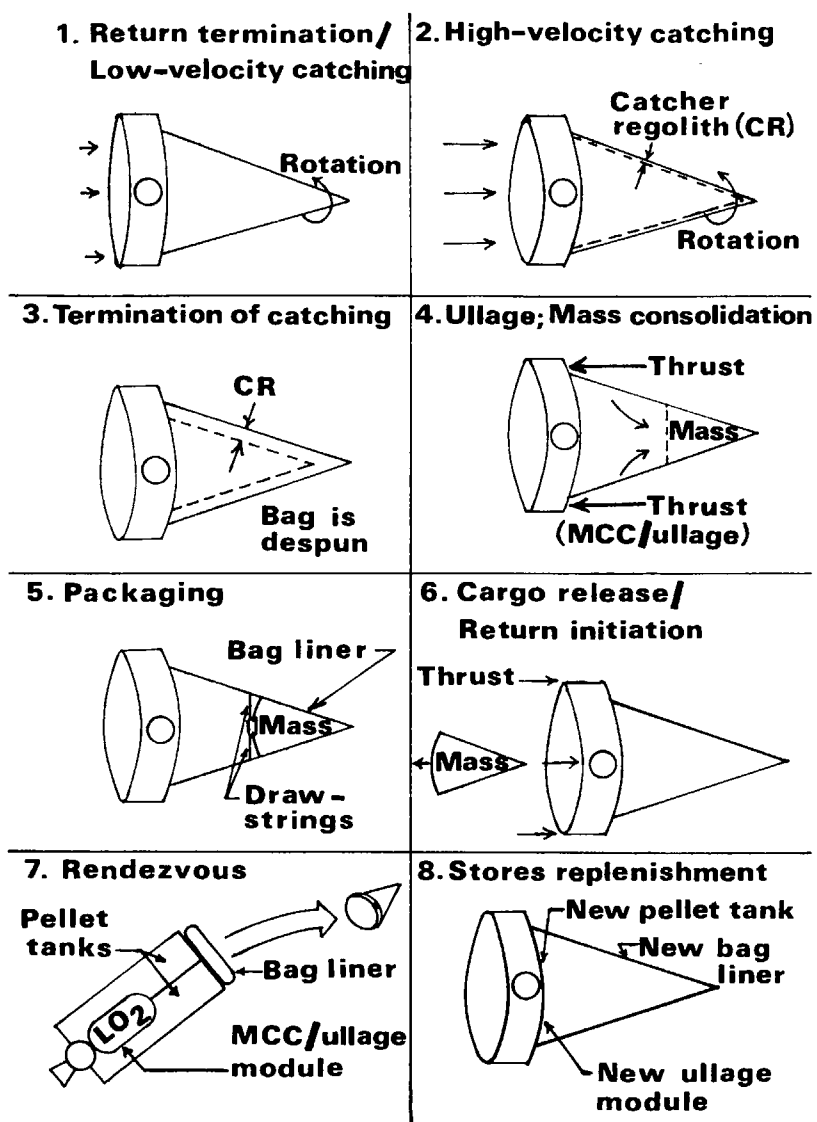 1. Return termination/
Low-velocity catching
Rotation
2. High-velocity catching
Catcher
regolith (CR)
Rotation
3. Termination of catching
CR
Bag is
despun
4. Ullage; Mass consolidation
Thrust
Mass
Thrust
(MCC/ullage)
5. Packaging
Bag liner
Mass
Draw-
strings
6. Cargo release/
Return initiation
Thrust
Mass
7. Rendezvous
Pellet
tanks
Bag liner
LO2
MCC/ullage
module
8. Stores replenishment
New pellet tank
New bag
liner
New ullage
module